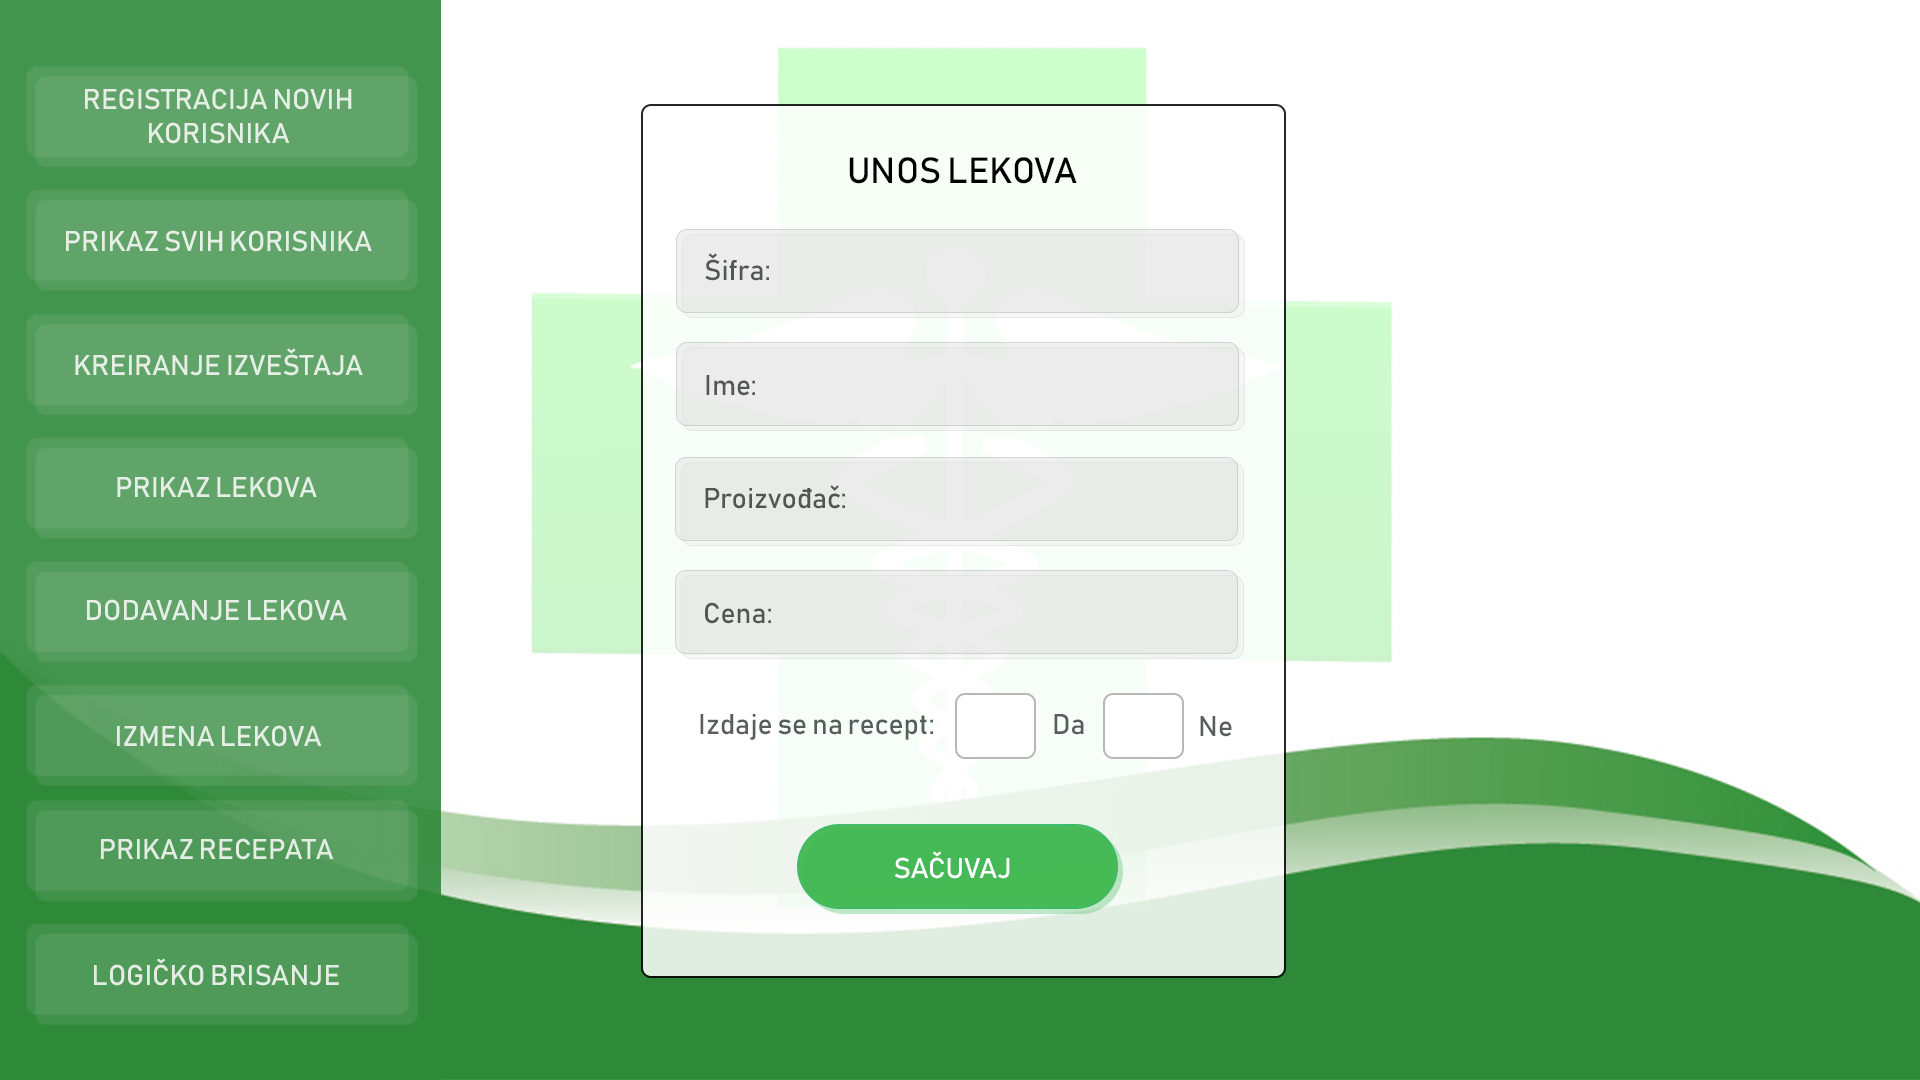 REGISTRACIJA NOVIH
KORISNIKA
PRIKAZ SVIH KORISNIKA
KREIRANJE IZVEŠTAJA
PRIKAZ LEKOVA
DODAVANJE LEKOVA
IZMENA LEKOVA
PRIKAZ RECEPATA
LOGIČKO BRISANJE
UNOS LEKOVA
Šifra:
Ime:
Proizvođač:
Cena:
Izdaje se na recept: Da Ne
SAČUVAJ